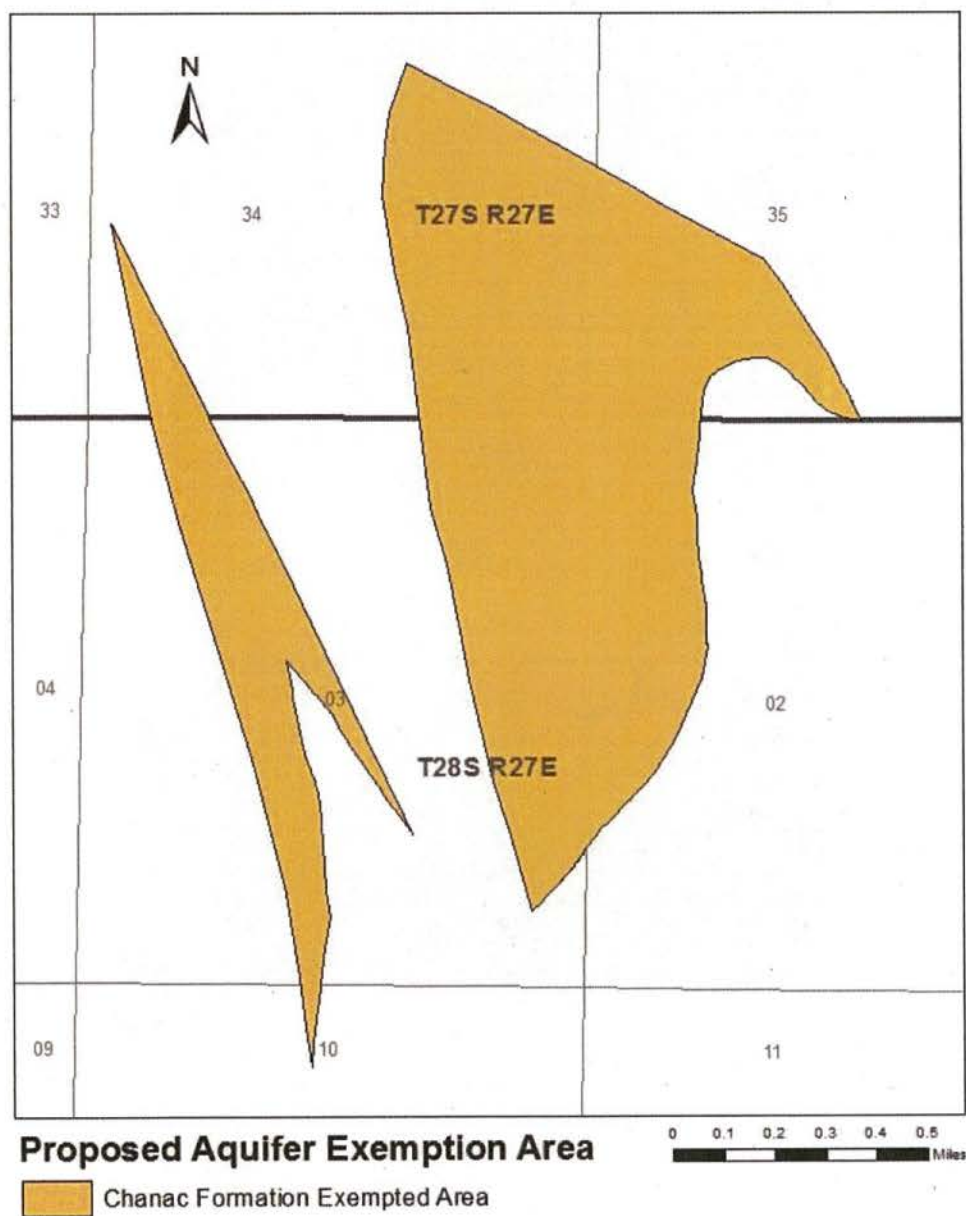 N
33
34
T27S R27E
35
04
03
02
T28S R27E
09
10
11
Proposed Aquifer Exemption Area
0 0.1 0.2 0.3 0.4 0.5
Miles
Chanac Formation Exempted Area